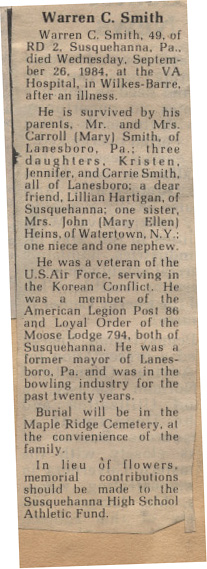 Warren C. Smith
Warren C. Smith, 49, of
RD 2, Susquehanna, Pa.,
died Wednesday, Septem-
ber 26, 1984, at the VA
Hospital, in Wilkes-Barre,
after an illness.
He is survived by his
parents, Mr. and Mrs.
Carroll (Mary) Smith, of
Lanesboro, Pa.; three
daughters, Kristen,
Jennifer, and Carrie Smith,
all of Lanesboro; a dear
friend, Lillian Hartigan, of
Susquehanna; one sister,
Mrs. John (Mary Ellen)
Heins, of Watertown, N.Y.;
one niece and one nephew.
He was a veteran of the
U.S.Air Force, serving in
the Korean Conflict. He
was a member of the
American Legion Post 86
and Loyal Order of the
Moose Lodge 794, both of
Susquehanna. He was a
former mayor of Lanes-
boro, Pa. and was in the
bowling industry for the
past twenty years.
Burial will be in the
Maple Ridge Cemetery, at
the convienience of the
family.
In lieu of flowers,
memorial contributions
should be made to the
Susquehanna High School
Athletic Fund.